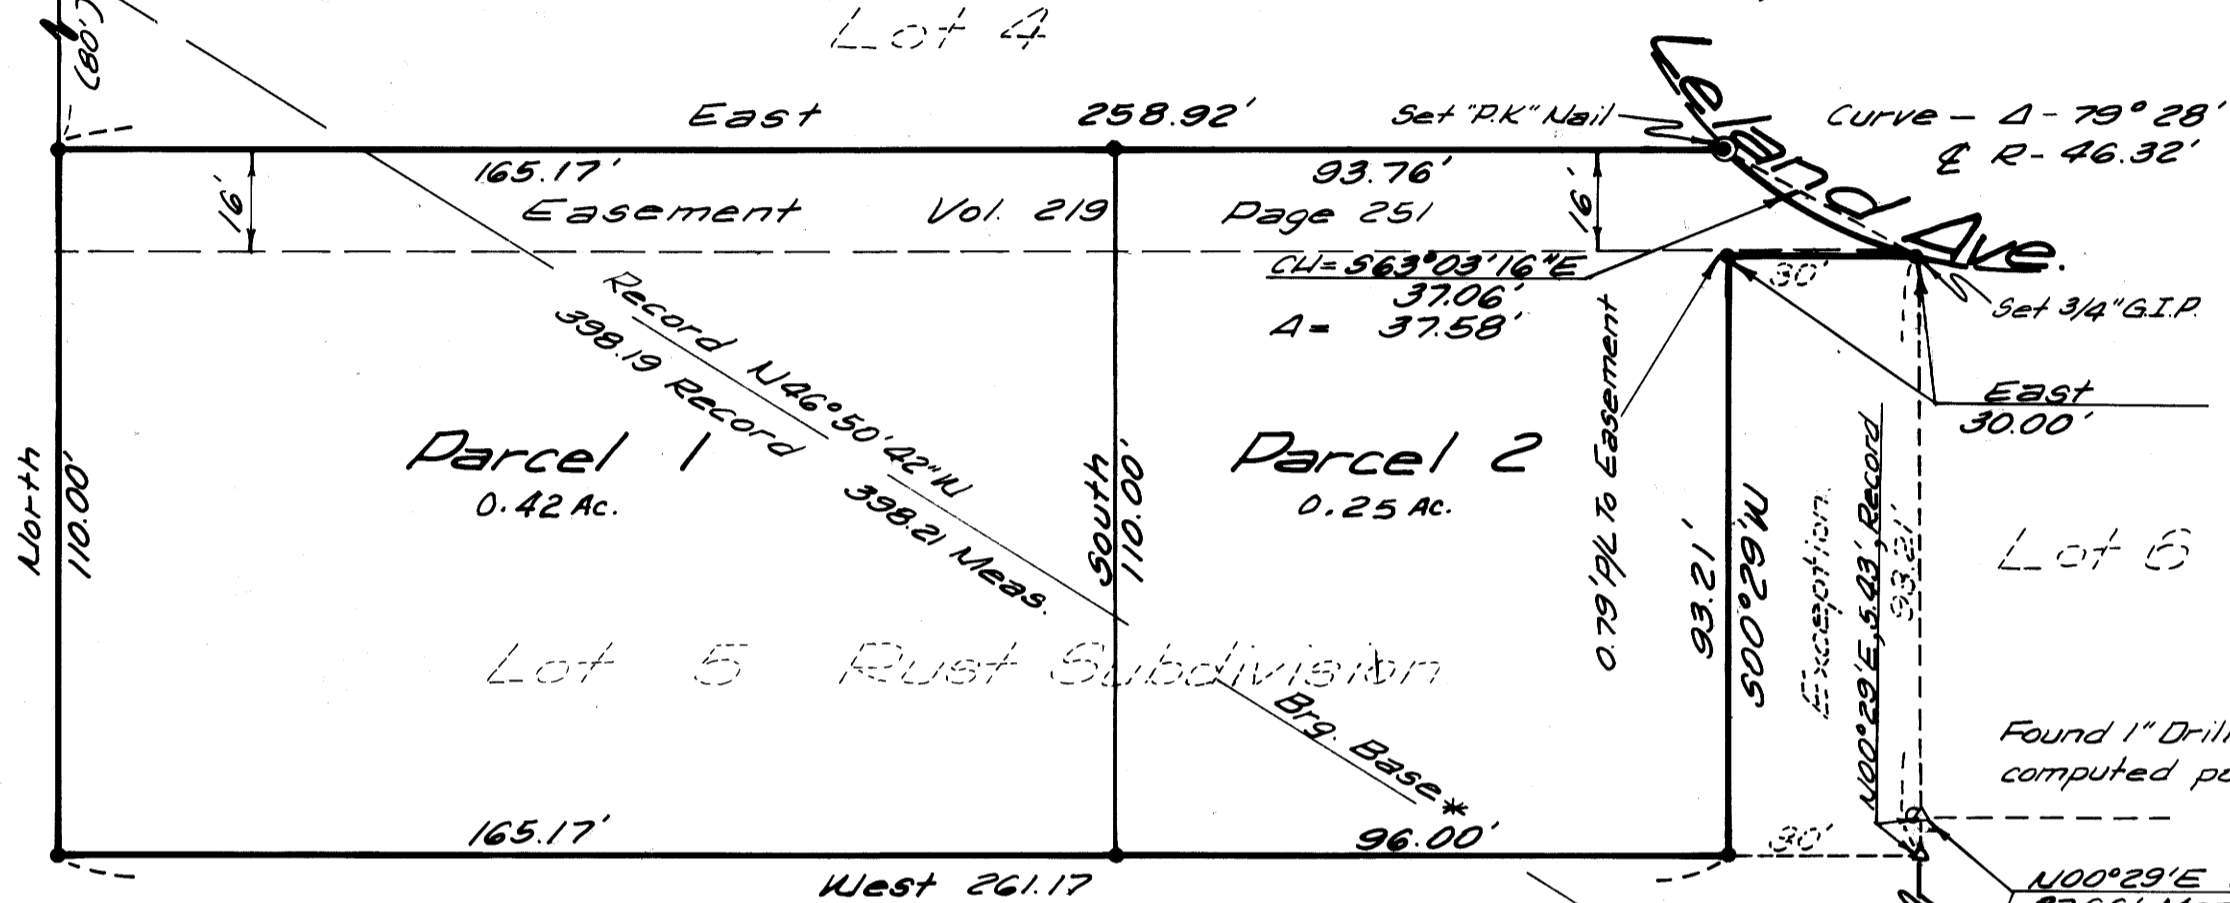 (80')
Lot 4
Leland Ave.
East 258.92'
Set "P.K" Nail
Curve - Δ - 79° 28'
℄ R - 46.32'
165.17'
93.76'
16'
Easement Vol. 219 Page 251
16'
CH= S63°03'16"E
37.06'
Δ= 37.58'
30'
Set 3/4" G.I.P.
Record N46°50'42"W
398.19 Record
398.21 Meas.
East
30.00'
North
110.00'
Parcel 1
0.42 Ac.
South
110.00'
Parcel 2
0.25 Ac.
0.79' P/L To Easement
93.21'
S00°29'W
Exception
N00°29'E, 5.43', Record
93.21'
Lot 6
Lot 5 Rust Subdivision
Brg. Base *
Found 1" Drill
computed
165.17'
96.00'
30'
West 261.17
N00°29'E